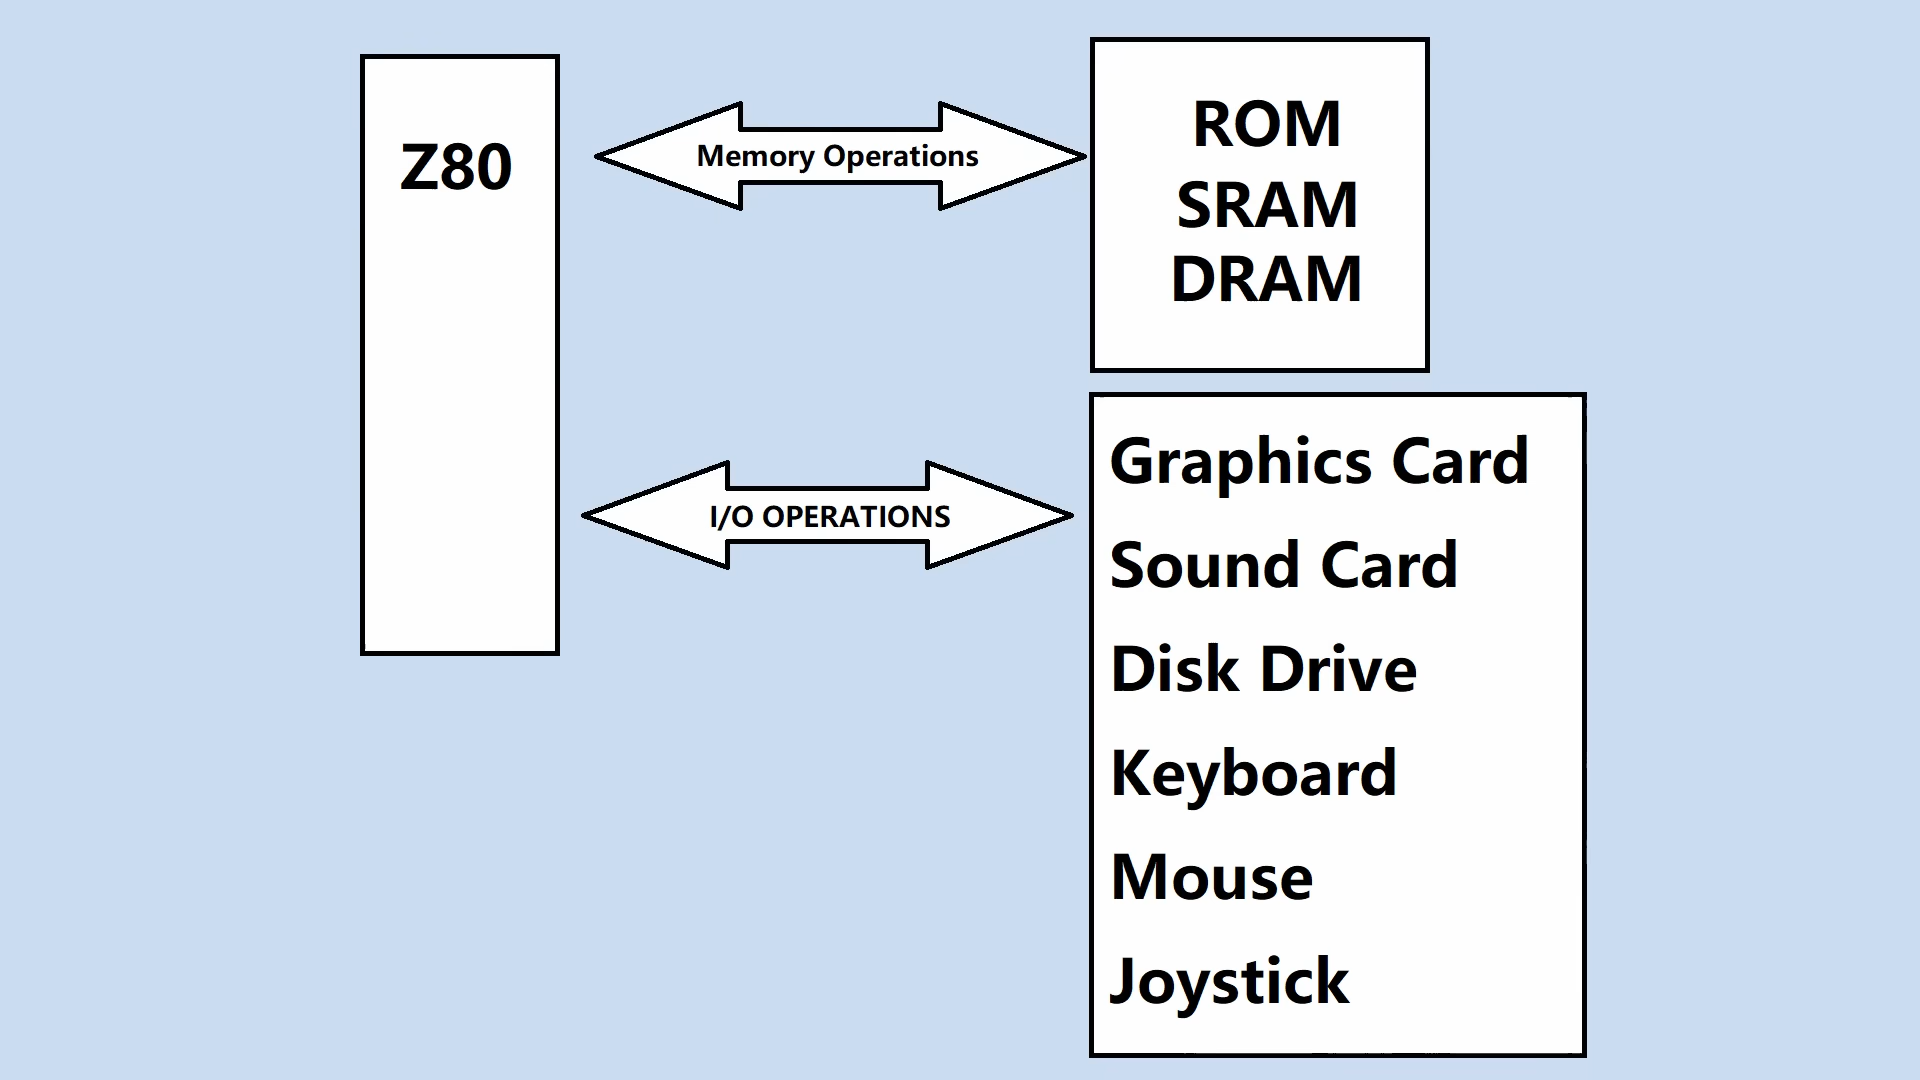 Z80
Memory Operations
ROM
SRAM
DRAM
I/O OPERATIONS
Graphics Card
Sound Card
Disk Drive
Keyboard
Mouse
Joystick